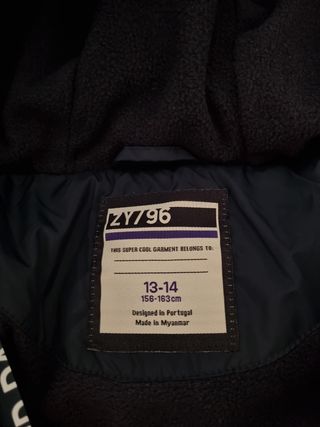 ZY/96
THIS SUPER COOL GARMENT BELONGS TO:
13-14
156-163cm
Designed in Portugal
Made in Myanmar